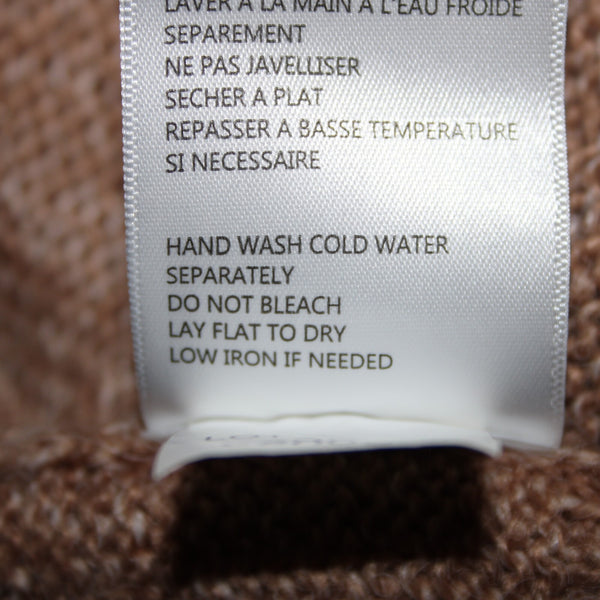 LAVER A LA MAIN A L'EAU FROIDE
SEPAREMENT
NE PAS JAVELLISER
SECHER A PLAT
REPASSER A BASSE TEMPERATURE
SI NECESSAIRE
HAND WASH COLD WATER
SEPARATELY
DO NOT BLEACH
LAY FLAT TO DRY
LOW IRON IF NEEDED